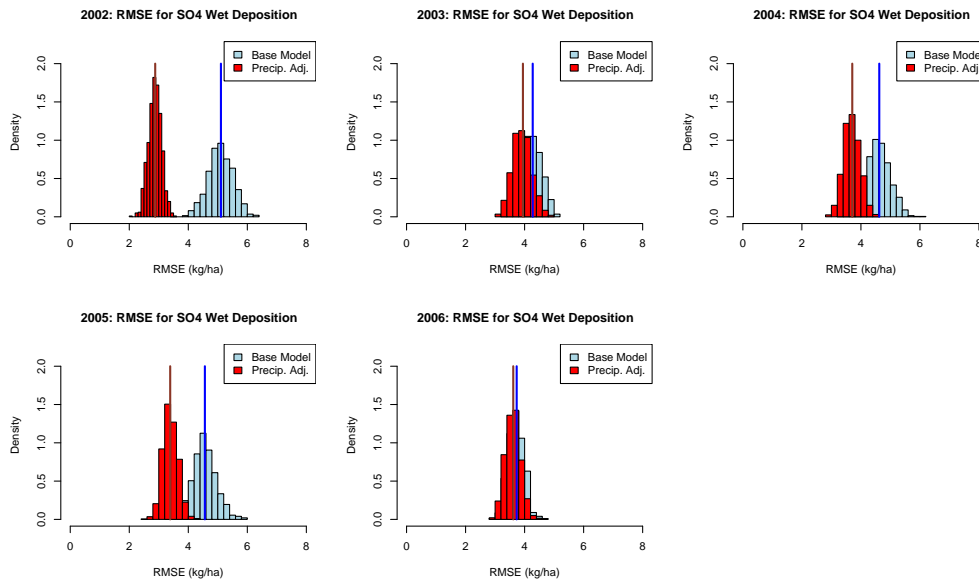 2002: RMSE for SO4 Wet Deposition
Base Model
Precip. Adj.
Density
0.0 0.5 1.0 1.5 2.0
0 2 4 6 8
RMSE (kg/ha)
2003: RMSE for SO4 Wet Deposition
Base Model
Precip. Adj.
Density
0.0 0.5 1.0 1.5 2.0
0 2 4 6 8
RMSE (kg/ha)
2004: RMSE for SO4 Wet Deposition
Base Model
Precip. Adj.
Density
0.0 0.5 1.0 1.5 2.0
0 2 4 6 8
RMSE (kg/ha)
2005: RMSE for SO4 Wet Deposition
Base Model
Precip. Adj.
Density
0.0 0.5 1.0 1.5 2.0
0 2 4 6 8
RMSE (kg/ha)
2006: RMSE for SO4 Wet Deposition
Base Model
Precip. Adj.
Density
0.0 0.5 1.0 1.5 2.0
0 2 4 6 8
RMSE (kg/ha)